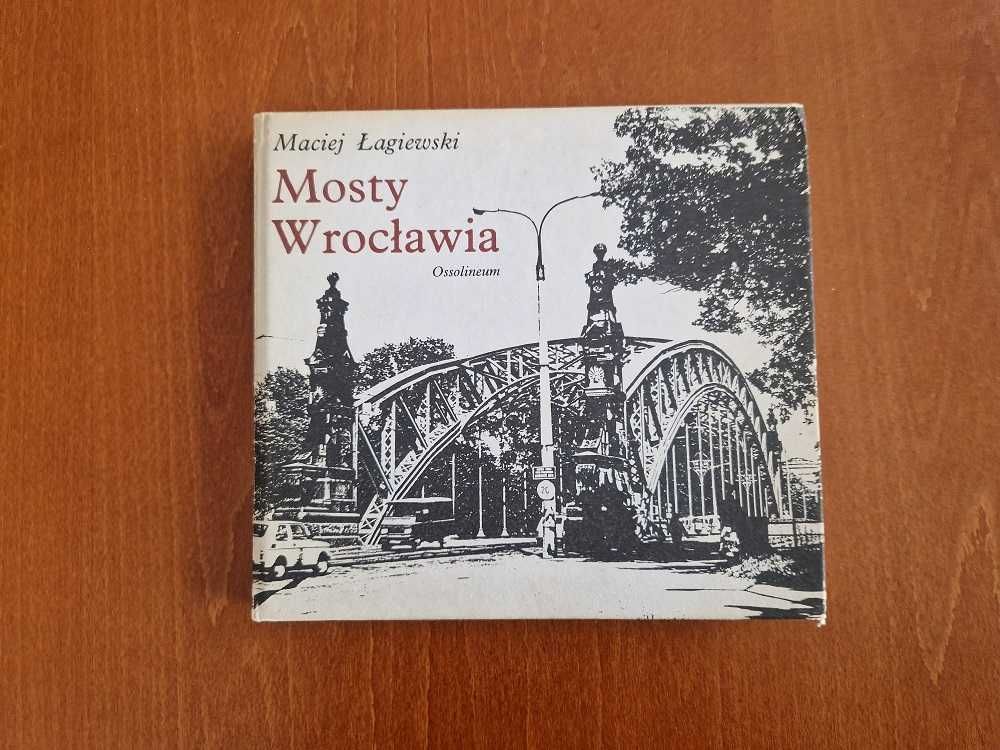 Maciej Łagiewski
Mosty
Wrocławia
Ossolineum